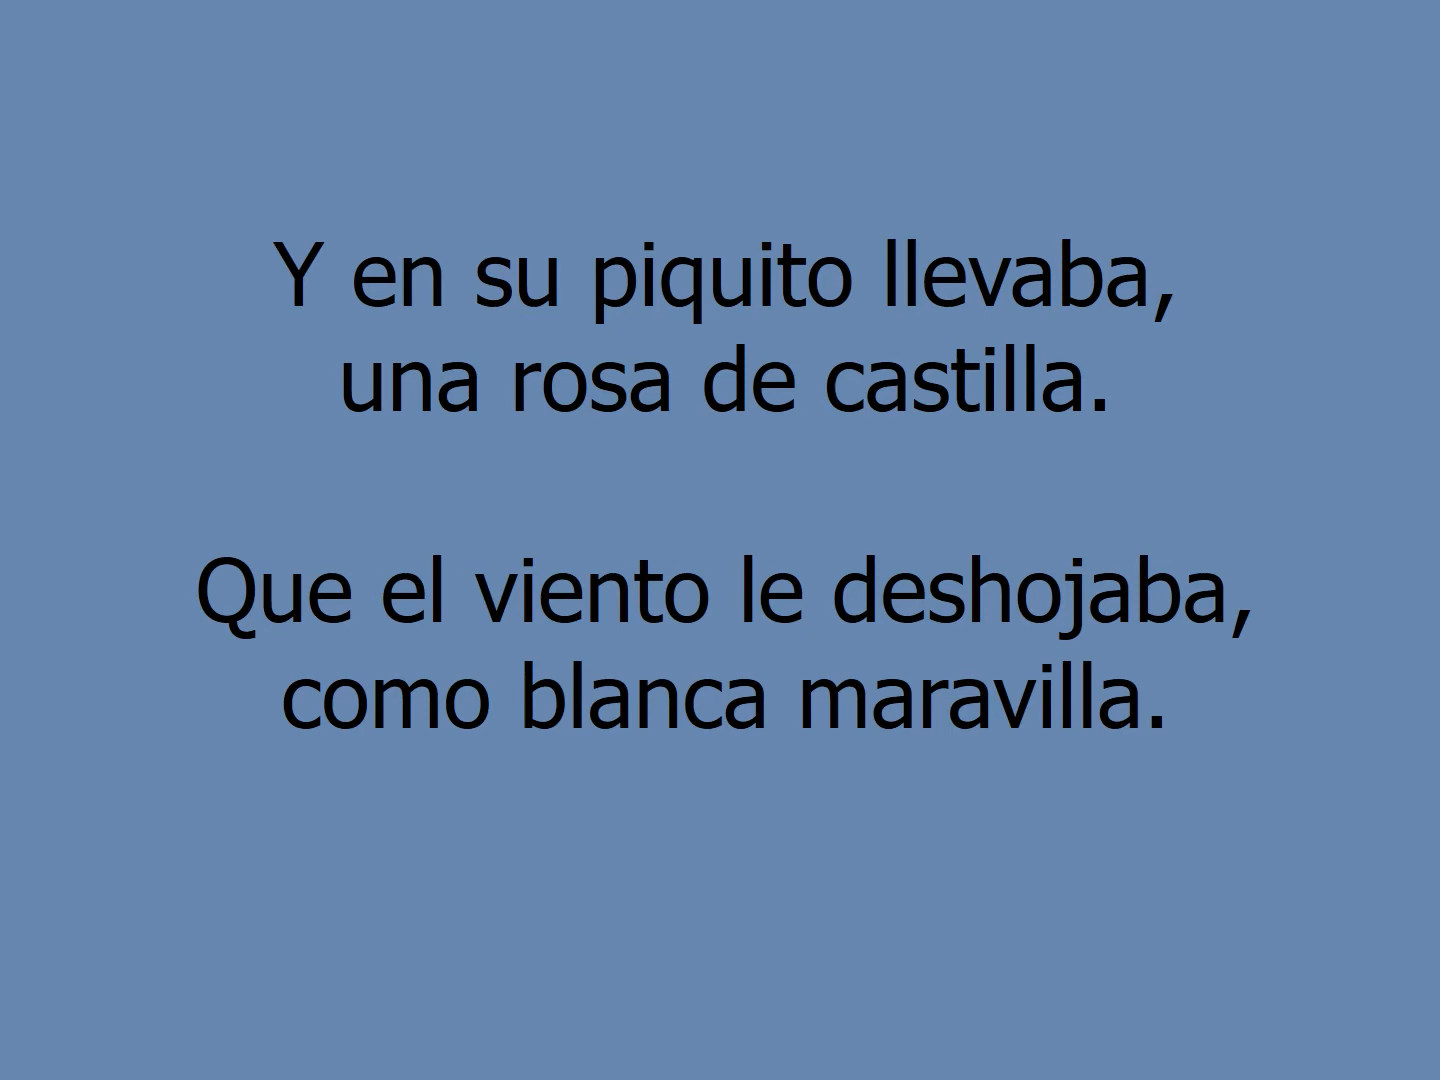 Y en su piquito llevaba,
una rosa de castilla.
Que el viento le deshojaba,
como blanca maravilla.